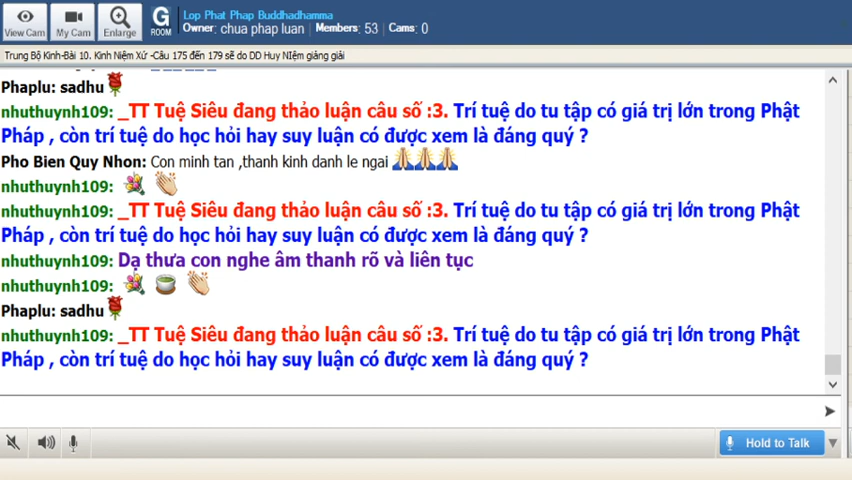 Lop Phat Phap Buddhadhamma
Owner: chua phap luan | Members: 53 | Cams: 0
View Cam
My Cam
Enlarge
G
ROOM
Trung Bộ Kinh-Bài 10. Kinh Niệm Xứ -Câu 175 đến 179 sẽ do DD Huy NIệm giảng giải
Phaplu: sadhu
nhuthuynh109: _TT Tuệ Siêu đang thảo luận câu số :3. Trí tuệ do tu tập có giá trị lớn trong Phật
Pháp , còn trí tuệ do học hỏi hay suy luận có được xem là đáng quý ?
Pho Bien Quy Nhon: Con minh tan ,thanh kinh danh le ngai
nhuthuynh109:
nhuthuynh109: _TT Tuệ Siêu đang thảo luận câu số :3. Trí tuệ do tu tập có giá trị lớn trong Phật
Pháp , còn trí tuệ do học hỏi hay suy luận có được xem là đáng quý ?
nhuthuynh109: Dạ thưa con nghe âm thanh rõ và liên tục
nhuthuynh109:
Phaplu: sadhu
nhuthuynh109: _TT Tuệ Siêu đang thảo luận câu số :3. Trí tuệ do tu tập có giá trị lớn trong Phật
Pháp , còn trí tuệ do học hỏi hay suy luận có được xem là đáng quý ?
Hold to Talk